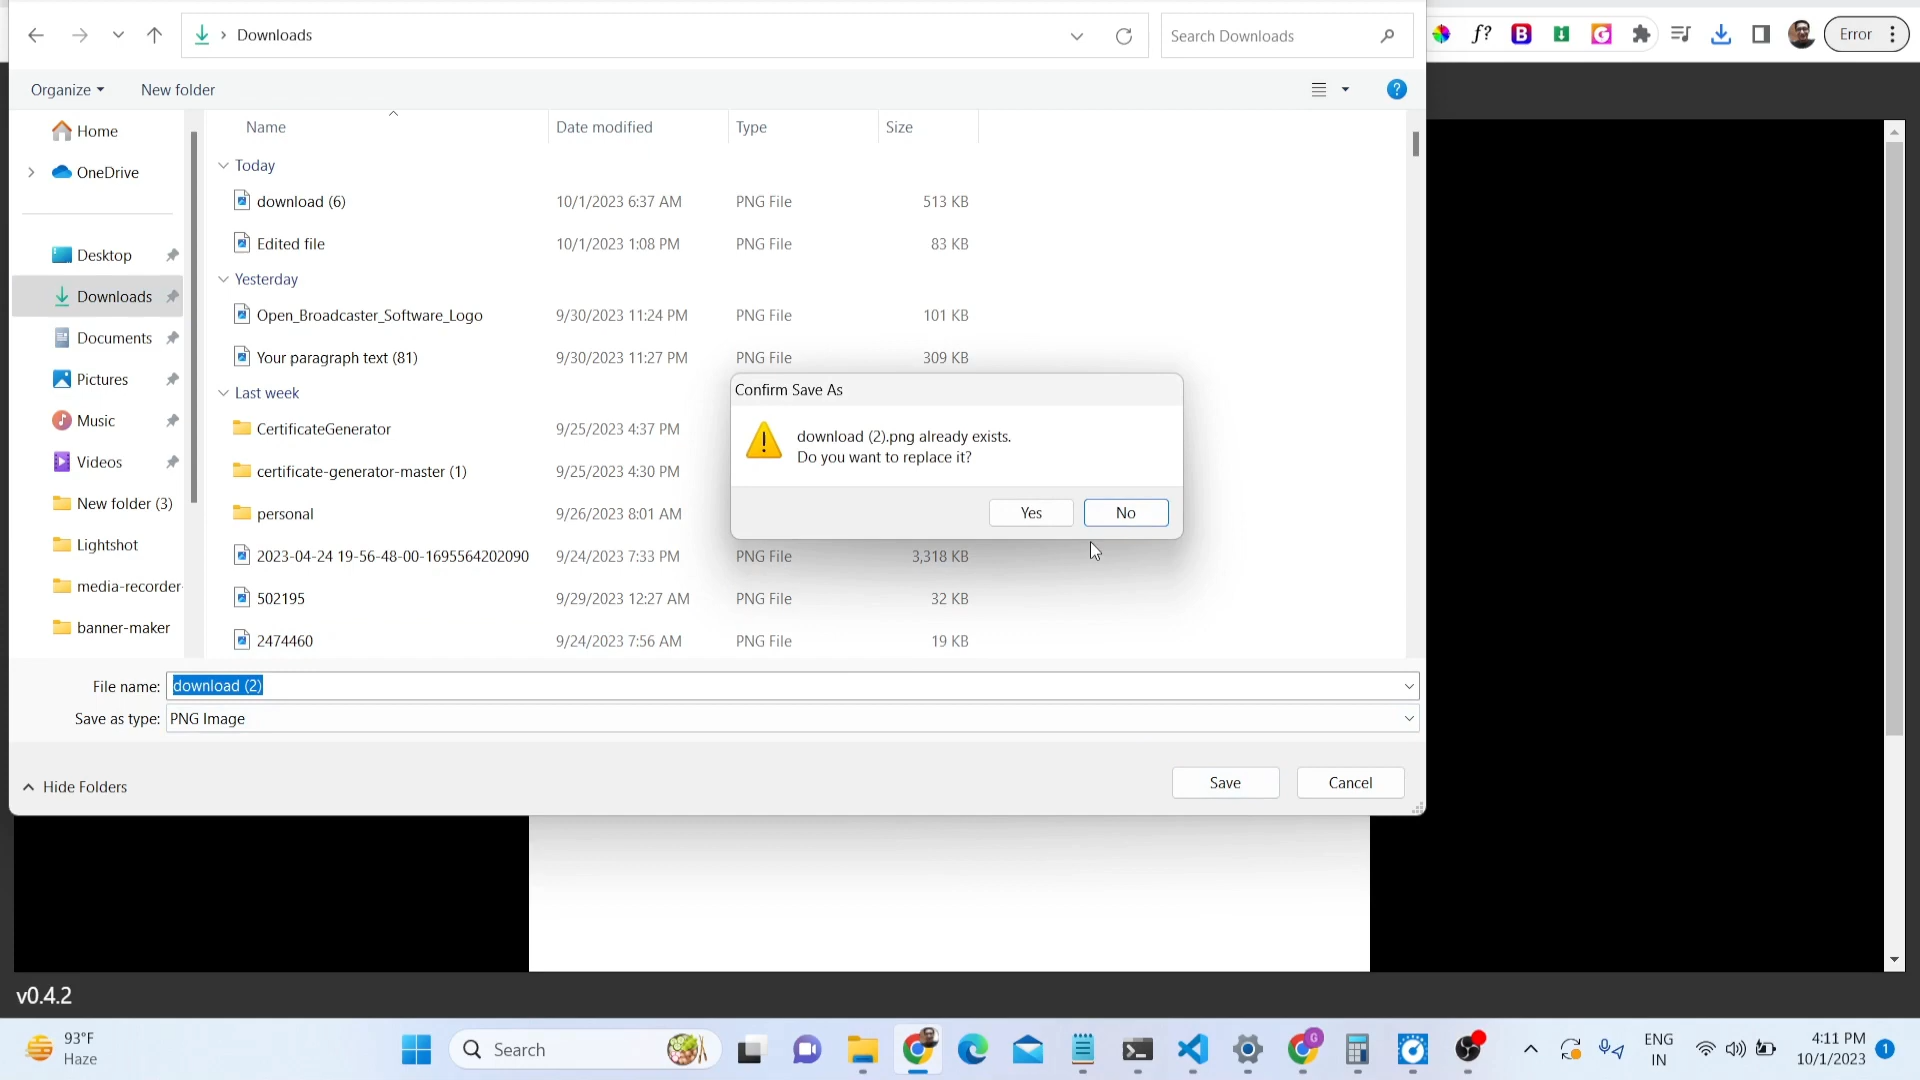 Downloads
Search Downloads
f?
B
G
Error
Organize
New folder
?
Home
OneDrive
Desktop
Downloads
Documents
Pictures
Music
Videos
New folder (3)
Lightshot
media-recorder-
banner-maker
Name Date modified Type Size
Today
download (6) 10/1/2023 6:37 AM PNG File 513 KB
Edited file 10/1/2023 1:08 PM PNG File 83 KB
Yesterday
Open_Broadcaster_Software_Logo 9/30/2023 11:24 PM PNG File 101 KB
Your paragraph text (81) 9/30/2023 11:27 PM PNG File 309 KB
Last week
CertificateGenerator 9/25/2023 4:37 PM
certificate-generator-master (1) 9/25/2023 4:30 PM
personal 9/26/2023 8:01 AM
2023-04-24 19-56-48-00-1695564202090 9/24/2023 7:33 PM PNG File 3,318 KB
502195 9/29/2023 12:27 AM PNG File 32 KB
2474460 9/24/2023 7:56 AM PNG File 19 KB
Confirm Save As
download (2).png already exists.
Do you want to replace it?
Yes
No
File name: download (2)
Save as type: PNG Image
Hide Folders
Save
Cancel
v0.4.2
93°F
Haze
Search
G
ENG
IN
4:11 PM
10/1/2023
1